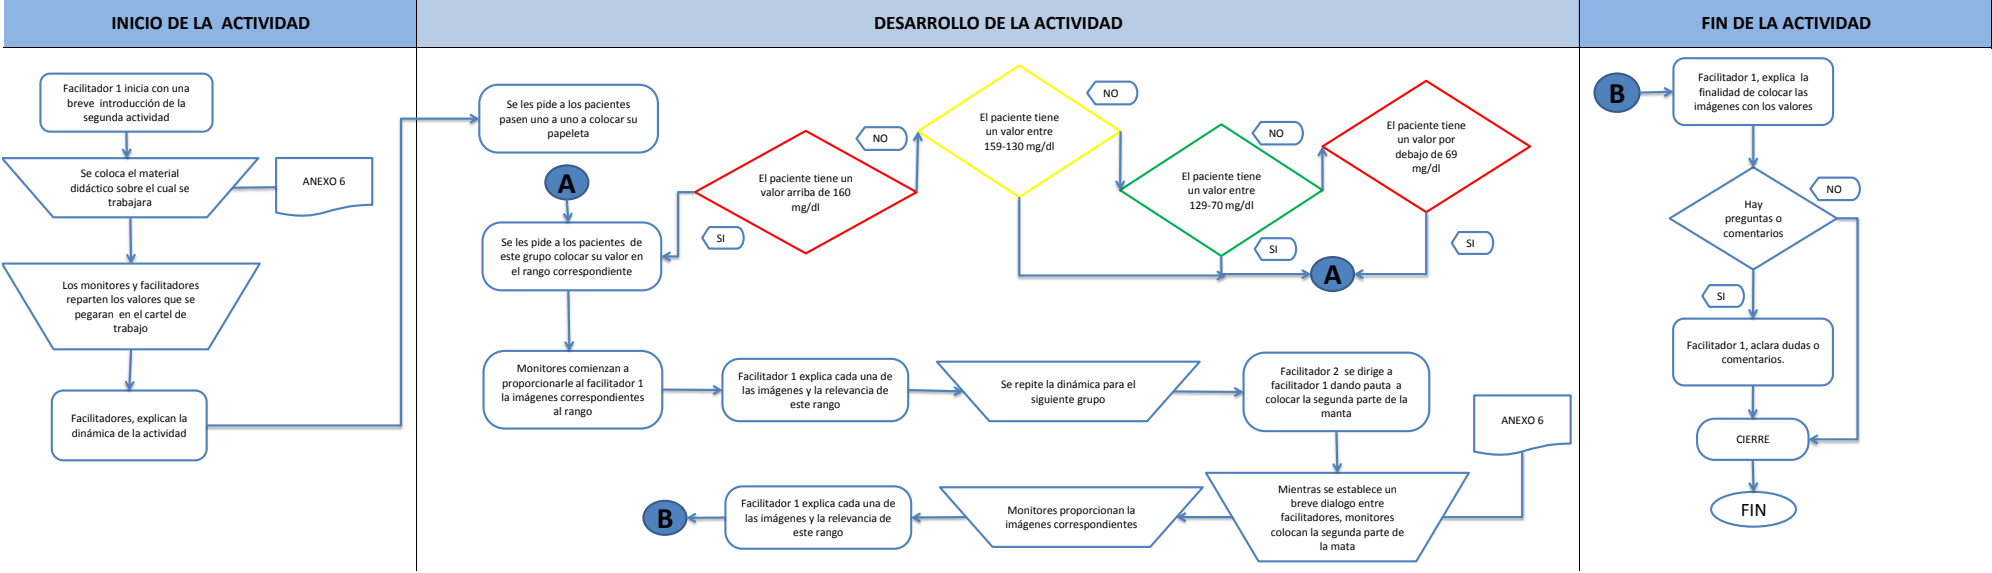 INICIO DE LA  ACTIVIDAD
DESARROLLO DE LA ACTIVIDAD
FIN DE LA ACTIVIDAD
Facilitador 1 inicia con una
breve  introducción de la
segunda actividad
Se coloca el material
didáctico sobre el cual se
trabajara
ANEXO 6
Los monitores y facilitadores
reparten los valores que se
pegaran  en el cartel de
trabajo
Facilitadores, explican la
dinámica de la actividad
Se les pide a los pacientes
pasen uno a uno a colocar su
papeleta
A
Se les pide a los pacientes  de
este grupo colocar su valor en
el rango correspondiente
SI
El paciente tiene un
valor arriba de 160
mg/dl
NO
El paciente tiene
un valor entre
159-130 mg/dl
NO
El paciente tiene
un valor entre
129-70 mg/dl
NO
SI
El paciente tiene
un valor por
debajo de 69
mg/dl
SI
A
Monitores comienzan a
proporcionarle al facilitador 1
la imágenes correspondientes
al rango
Facilitador 1 explica cada una de
las imágenes y la relevancia de
este rango
Se repite la dinámica para el
siguiente grupo
Facilitador 2  se dirige a
facilitador 1 dando pauta  a
colocar la segunda parte de la
manta
ANEXO 6
Mientras se establece un
breve dialogo entre
facilitadores, monitores
colocan la segunda parte de
la mata
Monitores proporcionan la
imágenes correspondientes
Facilitador 1 explica cada una de
las imágenes y la relevancia de
este rango
B
B
Facilitador 1, explica  la
finalidad de colocar las
imágenes con los valores
Hay
preguntas o
comentarios
NO
SI
Facilitador 1, aclara dudas o
comentarios.
CIERRE
FIN